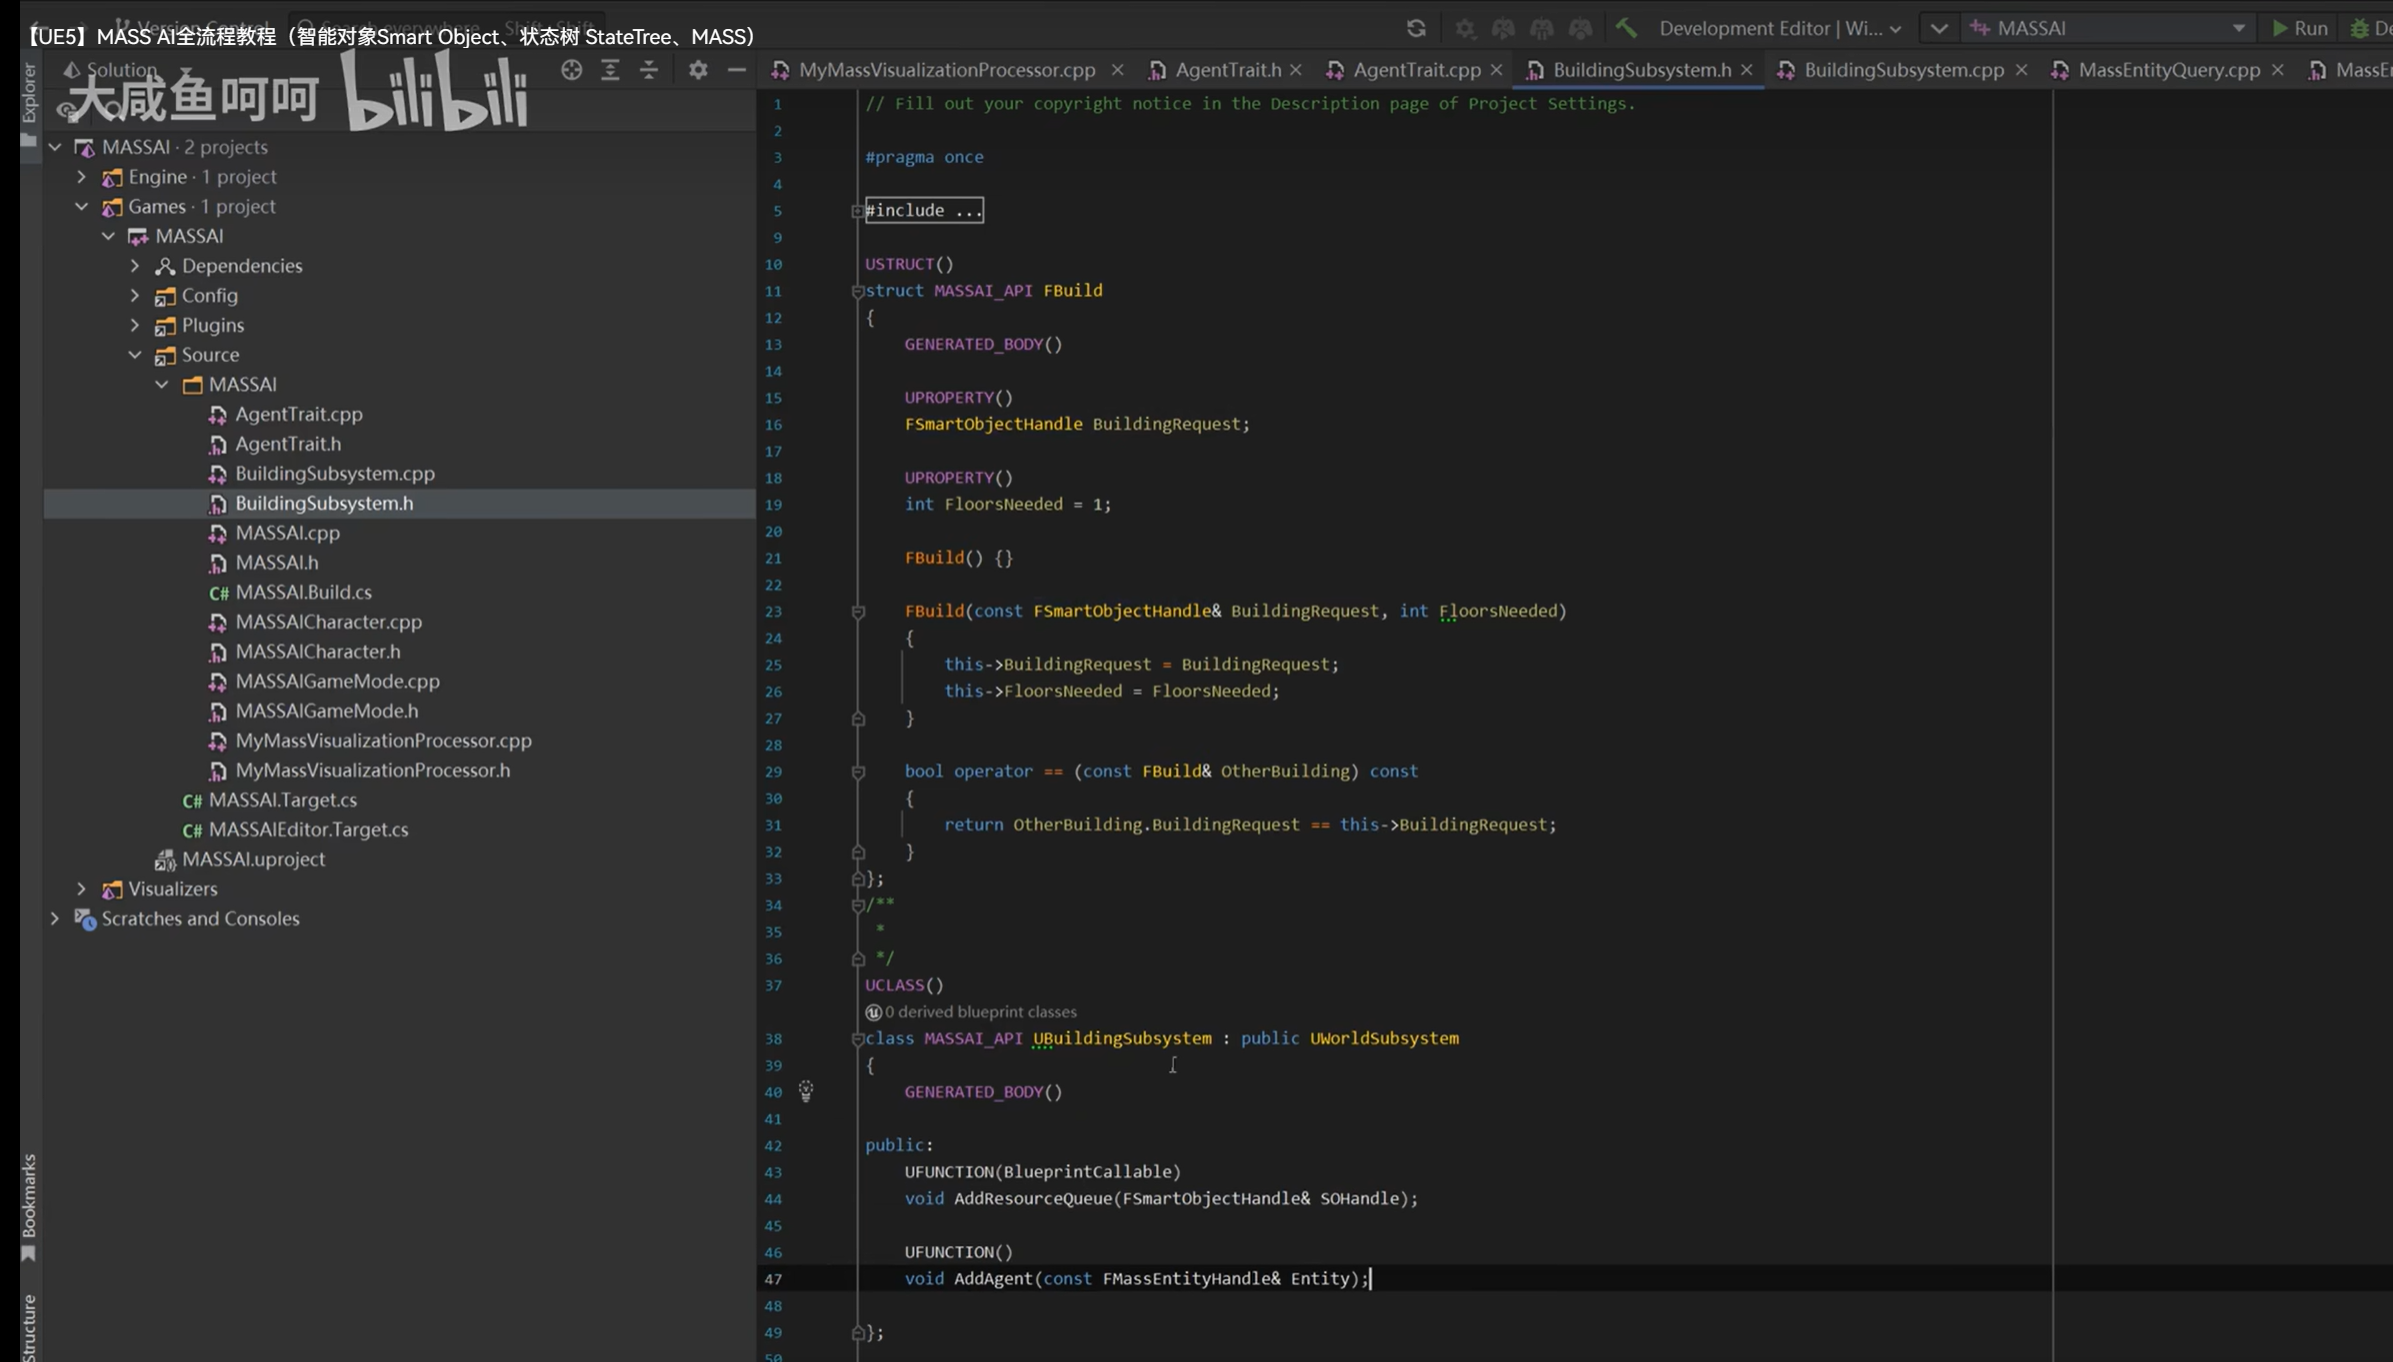 Version Control
Search everywhere Shift+Shift
Development Editor | Wi...
MASSAI
Run
【UE5】MASS AI全流程教程（智能对象Smart Object、状态树 StateTree、MASS）
Explorer
Solution
大咸鱼呵呵 bilibili
MyMassVisualizationProcessor.cpp
AgentTrait.h
AgentTrait.cpp
BuildingSubsystem.h
BuildingSubsystem.cpp
MassEntityQuery.cpp
MassE
MASSAI · 2 projects
Engine · 1 project
Games · 1 project
MASSAI
Dependencies
Config
Plugins
Source
MASSAI
AgentTrait.cpp
AgentTrait.h
BuildingSubsystem.cpp
BuildingSubsystem.h
MASSAI.cpp
MASSAI.h
C# MASSAI.Build.cs
MASSAICharacter.cpp
MASSAICharacter.h
MASSAIGameMode.cpp
MASSAIGameMode.h
MyMassVisualizationProcessor.cpp
MyMassVisualizationProcessor.h
C# MASSAI.Target.cs
C# MASSAIEditor.Target.cs
MASSAI.uproject
Visualizers
Scratches and Consoles
Bookmarks
Structure
1 // Fill out your copyright notice in the Description page of Project Settings.
2
3 #pragma once
4
5 #include ...
9
10 USTRUCT()
11 struct MASSAI_API FBuild
12 {
13 GENERATED_BODY()
14
15 UPROPERTY()
16 FSmartObjectHandle BuildingRequest;
17
18 UPROPERTY()
19 int FloorsNeeded = 1;
20
21 FBuild() {}
22
23 FBuild(const FSmartObjectHandle& BuildingRequest, int FloorsNeeded)
24 {
25 this->BuildingRequest = BuildingRequest;
26 this->FloorsNeeded = FloorsNeeded;
27 }
28
29 bool operator == (const FBuild& OtherBuilding) const
30 {
31 return OtherBuilding.BuildingRequest == this->BuildingRequest;
32 }
33 };
34 /**
35 *
36 */
37 UCLASS()
0 derived blueprint classes
38 class MASSAI_API UBuildingSubsystem : public UWorldSubsystem
39 {
40 GENERATED_BODY()
41
42 public:
43 UFUNCTION(BlueprintCallable)
44 void AddResourceQueue(FSmartObjectHandle& SOHandle);
45
46 UFUNCTION()
47 void AddAgent(const FMassEntityHandle& Entity);
48
49 };
50